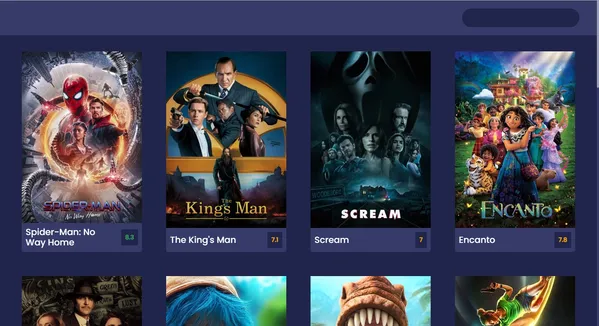 SPIDER-MAN
No Way Home
The
King's Man
SCREAM
ENCANTO
Spider-Man: No
Way Home
8.3
The King's Man
7.1
Scream
7
Encanto
7.8